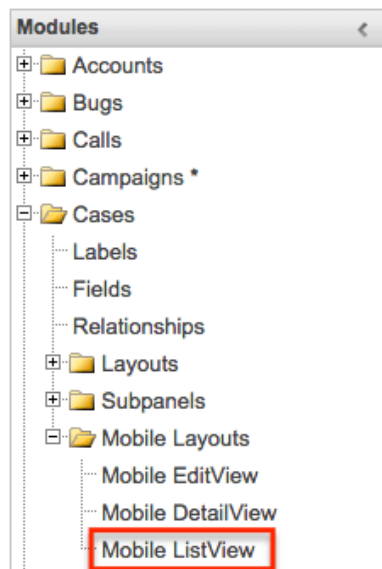 Modules
Accounts
Bugs
Calls
Campaigns *
Cases
Labels
Fields
Relationships
Layouts
Subpanels
Mobile Layouts
Mobile EditView
Mobile DetailView
Mobile ListView